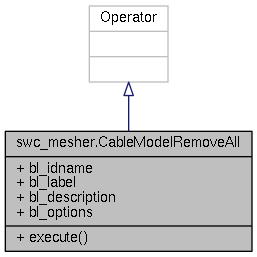 Operator
swc_mesher.CableModelRemoveAll
+ bl_idname
+ bl_label
+ bl_description
+ bl_options
+ execute()